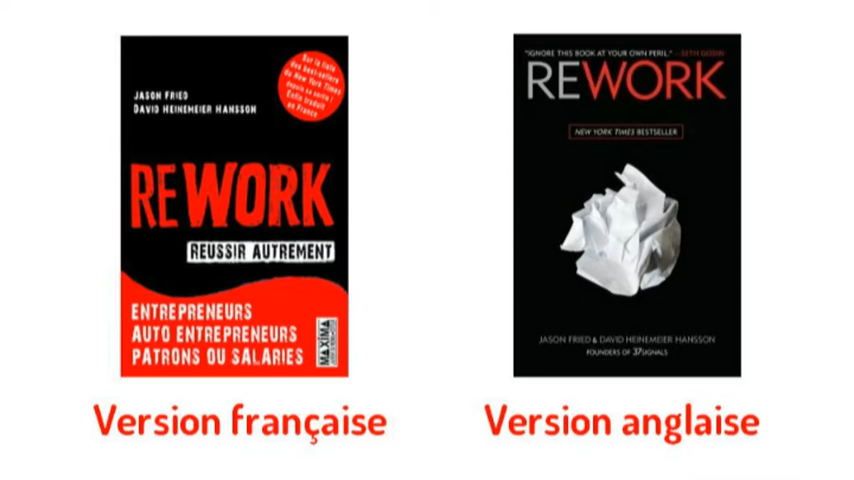 Sur la liste
des best-sellers
du New York Times
depuis sa sortie !
Enfin traduit
en France
JASON FRIED
DAVID HEINEMEIER HANSSON
REWORK
REUSSIR AUTREMENT
ENTREPRENEURS
AUTO ENTREPRENEURS
PATRONS OU SALARIES
MAXIMA
Version française
"IGNORE THIS BOOK AT YOUR OWN PERIL." —SETH GODIN
REWORK
NEW YORK TIMES BESTSELLER
JASON FRIED & DAVID HEINEMEIER HANSSON
FOUNDERS OF 37SIGNALS
Version anglaise